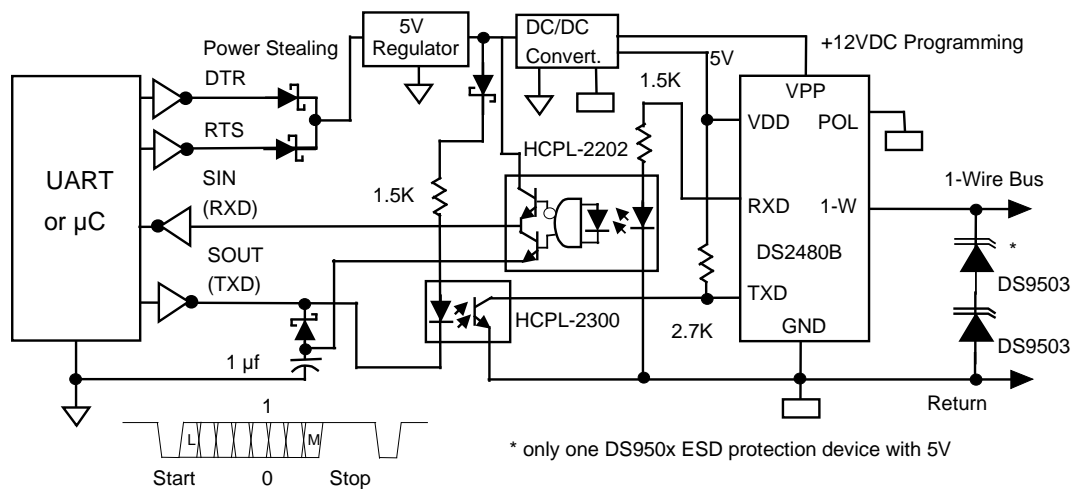 5V
Regulator
DC/DC
Convert.
Power Stealing
+12VDC Programming
5V
DTR
1.5K
VPP
VDD
POL
RTS
HCPL-2202
UART
or µC
SIN
(RXD)
1.5K
1-Wire Bus
RXD
1-W
*
SOUT
(TXD)
DS2480B
DS9503
TXD
HCPL-2300
2.7K
GND
DS9503
1 µf
Return
1
L
M
* only one DS950x ESD protection device with 5V
Start
0
Stop